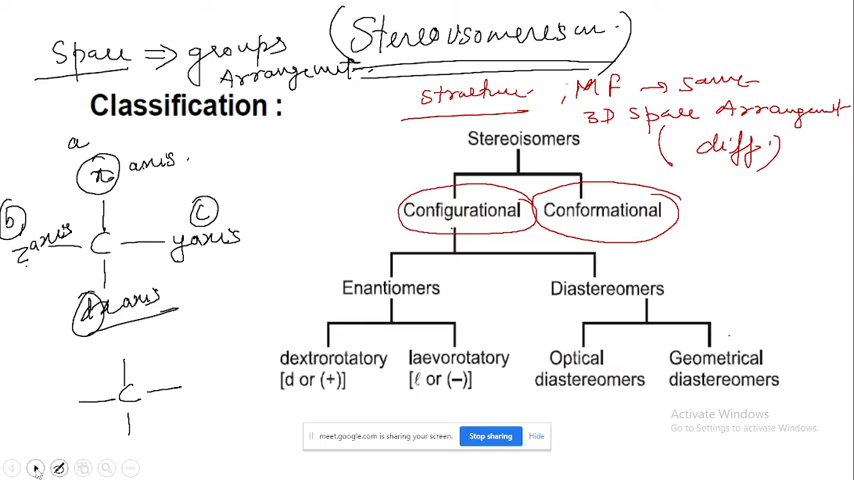 Space ⇒ groups
Arrangement.
(Stereoisomeresm.)
Structure ; MF → Same
3D Space Arrangement
(diff.)
Classification :
Stereoisomers
Configurational Conformational
Enantiomers Diastereomers
dextrorotatory laevorotatory Optical Geometrical
[d or (+)] [ℓ or (–)] diastereomers diastereomers
a
x axis.
b
z axis C y axis
c
d x axis
C
meet.google.com is sharing your screen. Stop sharing Hide
Activate Windows
Go to Settings to activate Windows.